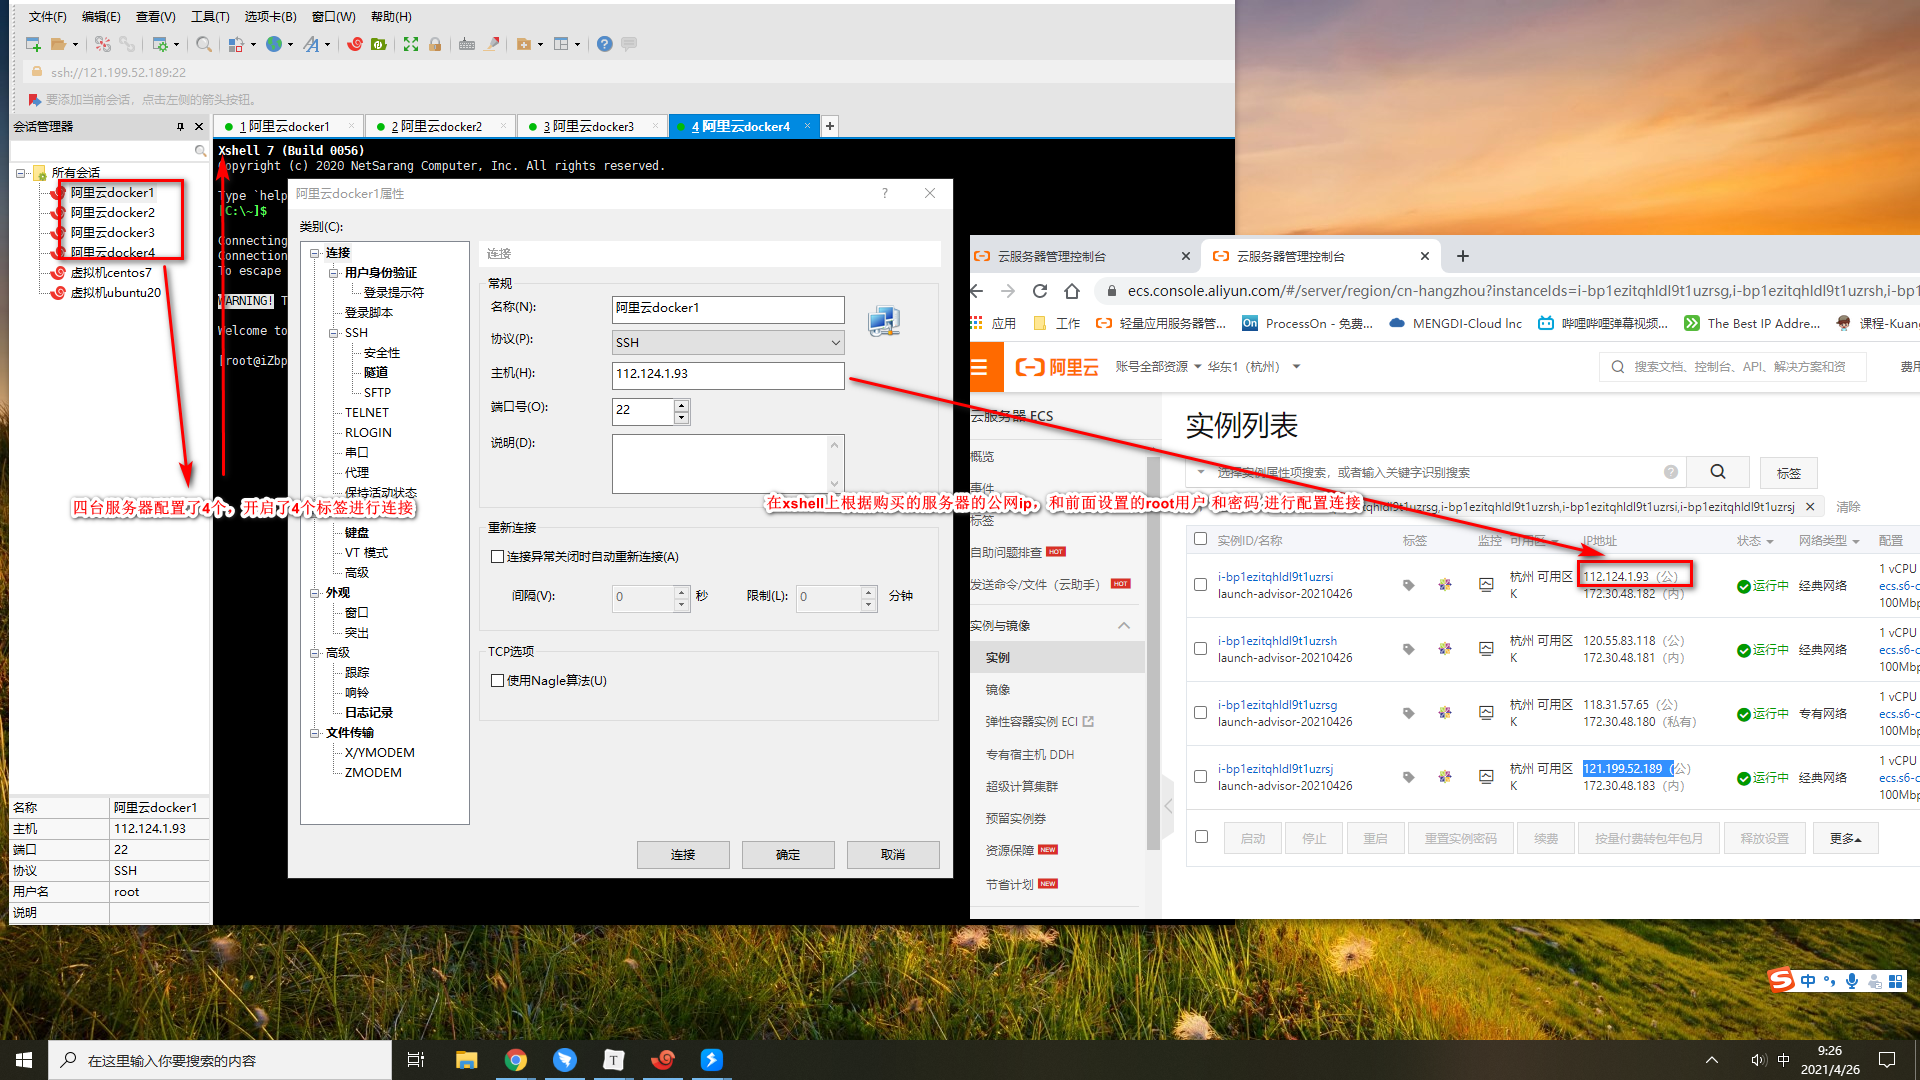 文件(F) 编辑(E) 查看(V) 工具(T) 选项卡(B) 窗口(W) 帮助(H)
ssh://121.199.52.189:22
要添加当前会话，点击左侧的箭头按钮。
会话管理器
1 阿里云docker1
2 阿里云docker2
3 阿里云docker3
4 阿里云docker4
所有会话
阿里云docker1
阿里云docker2
阿里云docker3
阿里云docker4
虚拟机centos7
虚拟机ubuntu20
Xshell 7 (Build 0056)
Copyright (c) 2020 NetSarang Computer, Inc. All rights reserved.
Type `help
[C:\~]$
Connecting
Connection
To escape
WARNING! T
Welcome to
[root@iZbp
四台服务器配置了4个，开启了4个标签进行连接
名称 阿里云docker1
主机 112.124.1.93
端口 22
协议 SSH
用户名 root
说明
阿里云docker1属性
类别(C):
连接
用户身份验证
登录提示符
登录脚本
SSH
安全性
隧道
SFTP
TELNET
RLOGIN
串口
代理
保持活动状态
键盘
VT 模式
高级
外观
窗口
突出
高级
跟踪
响铃
日志记录
文件传输
X/YMODEM
ZMODEM
连接
常规
名称(N): 阿里云docker1
协议(P): SSH
主机(H): 112.124.1.93
端口号(O): 22
说明(D):
重新连接
连接异常关闭时自动重新连接(A)
间隔(V): 0 秒 限制(L): 0 分钟
TCP选项
使用Nagle算法(U)
连接 确定 取消
在xshell上根据购买的服务器的公网ip，和前面设置的root用户 和密码 进行配置连接
云服务器管理控制台
云服务器管理控制台
ecs.console.aliyun.com/#/server/region/cn-hangzhou?instanceIds=i-bp1ezitqhldl9t1uzrsg,i-bp1ezitqhldl9t1uzrsh,i-bp1
应用 工作 轻量应用服务器管... ProcessOn - 免费... MENGDI-Cloud Inc 哔哩哔哩弹幕视频... The Best IP Addre... 课程-Kuang
阿里云 账号全部资源 华东1（杭州） 搜索文档、控制台、API、解决方案和资 费用
云服务器 ECS
概览
事件
标签
自助问题排查 HOT
发送命令/文件（云助手） HOT
实例与镜像
实例
镜像
弹性容器实例 ECI
专有宿主机 DDH
超级计算集群
预留实例券
资源保障 NEW
节省计划 NEW
实例列表
选择实例属性项搜索，或者输入关键字识别搜索
标签
qhldl9t1uzrsg,i-bp1ezitqhldl9t1uzrsh,i-bp1ezitqhldl9t1uzrsi,i-bp1ezitqhldl9t1uzrsj 清除
实例ID/名称 标签 监控 可用区 IP地址 状态 网络类型 配置
i-bp1ezitqhldl9t1uzrsi
launch-advisor-20210426
杭州 可用区 K
112.124.1.93（公）
172.30.48.182（内）
运行中 经典网络
1 vCPU
ecs.s6-c
100Mbp
i-bp1ezitqhldl9t1uzrsh
launch-advisor-20210426
杭州 可用区 K
120.55.83.118（公）
172.30.48.181（内）
运行中 经典网络
1 vCPU
ecs.s6-c
100Mbp
i-bp1ezitqhldl9t1uzrsg
launch-advisor-20210426
杭州 可用区 K
118.31.57.65（公）
172.30.48.180（私有）
运行中 专有网络
1 vCPU
ecs.s6-c
100Mbp
i-bp1ezitqhldl9t1uzrsj
launch-advisor-20210426
杭州 可用区 K
121.199.52.189（公）
172.30.48.183（内）
运行中 经典网络
1 vCPU
ecs.s6-c
100Mbp
启动 停止 重启 重置实例密码 续费 按量付费转包年包月 释放设置 更多
中
在这里输入你要搜索的内容
中
9:26
2021/4/26